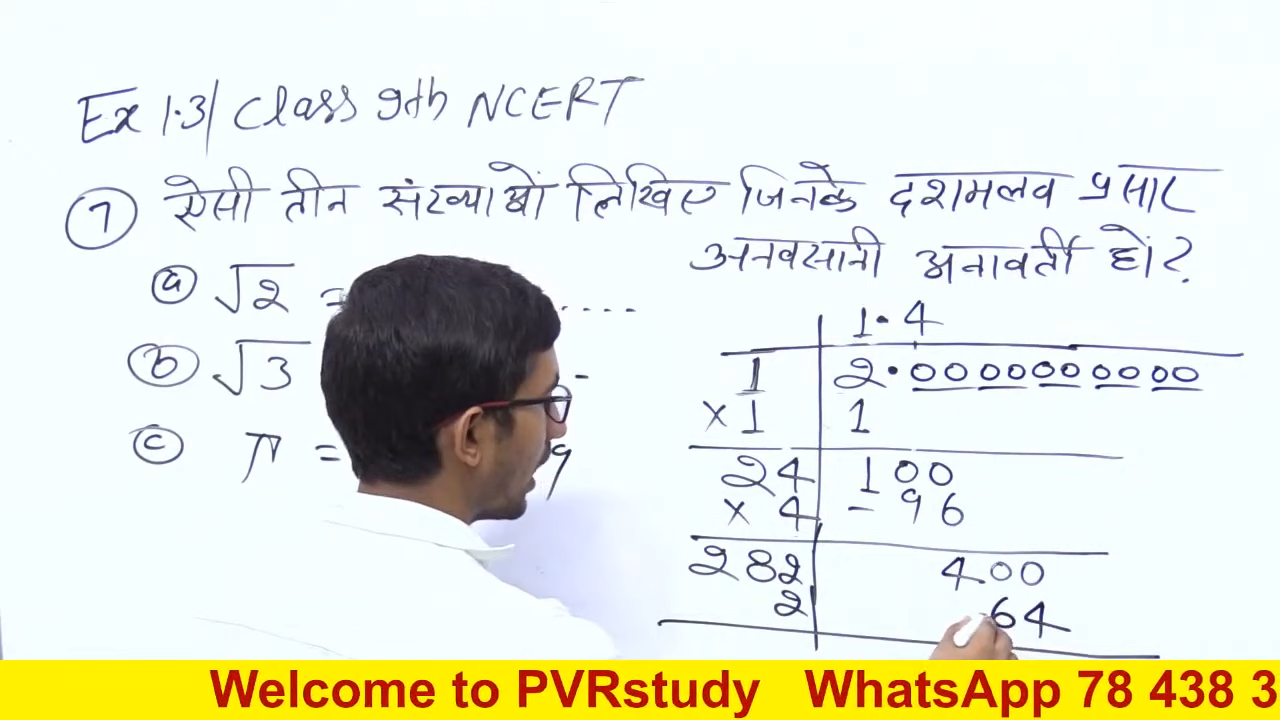 Ex 1.3/ Class 9th NCERT
7 ऐसी तीन संख्याओं लिखिए जिनके दशमलव प्रसार
अनवसानी अनावर्ती हों?
a √2 = .....
b √3 -
c π = 9
1.4
1 2.0000000000
×1 1
24 100
× 4 - 96
282 400
2 64
Welcome to PVRstudy WhatsApp 78 438 3